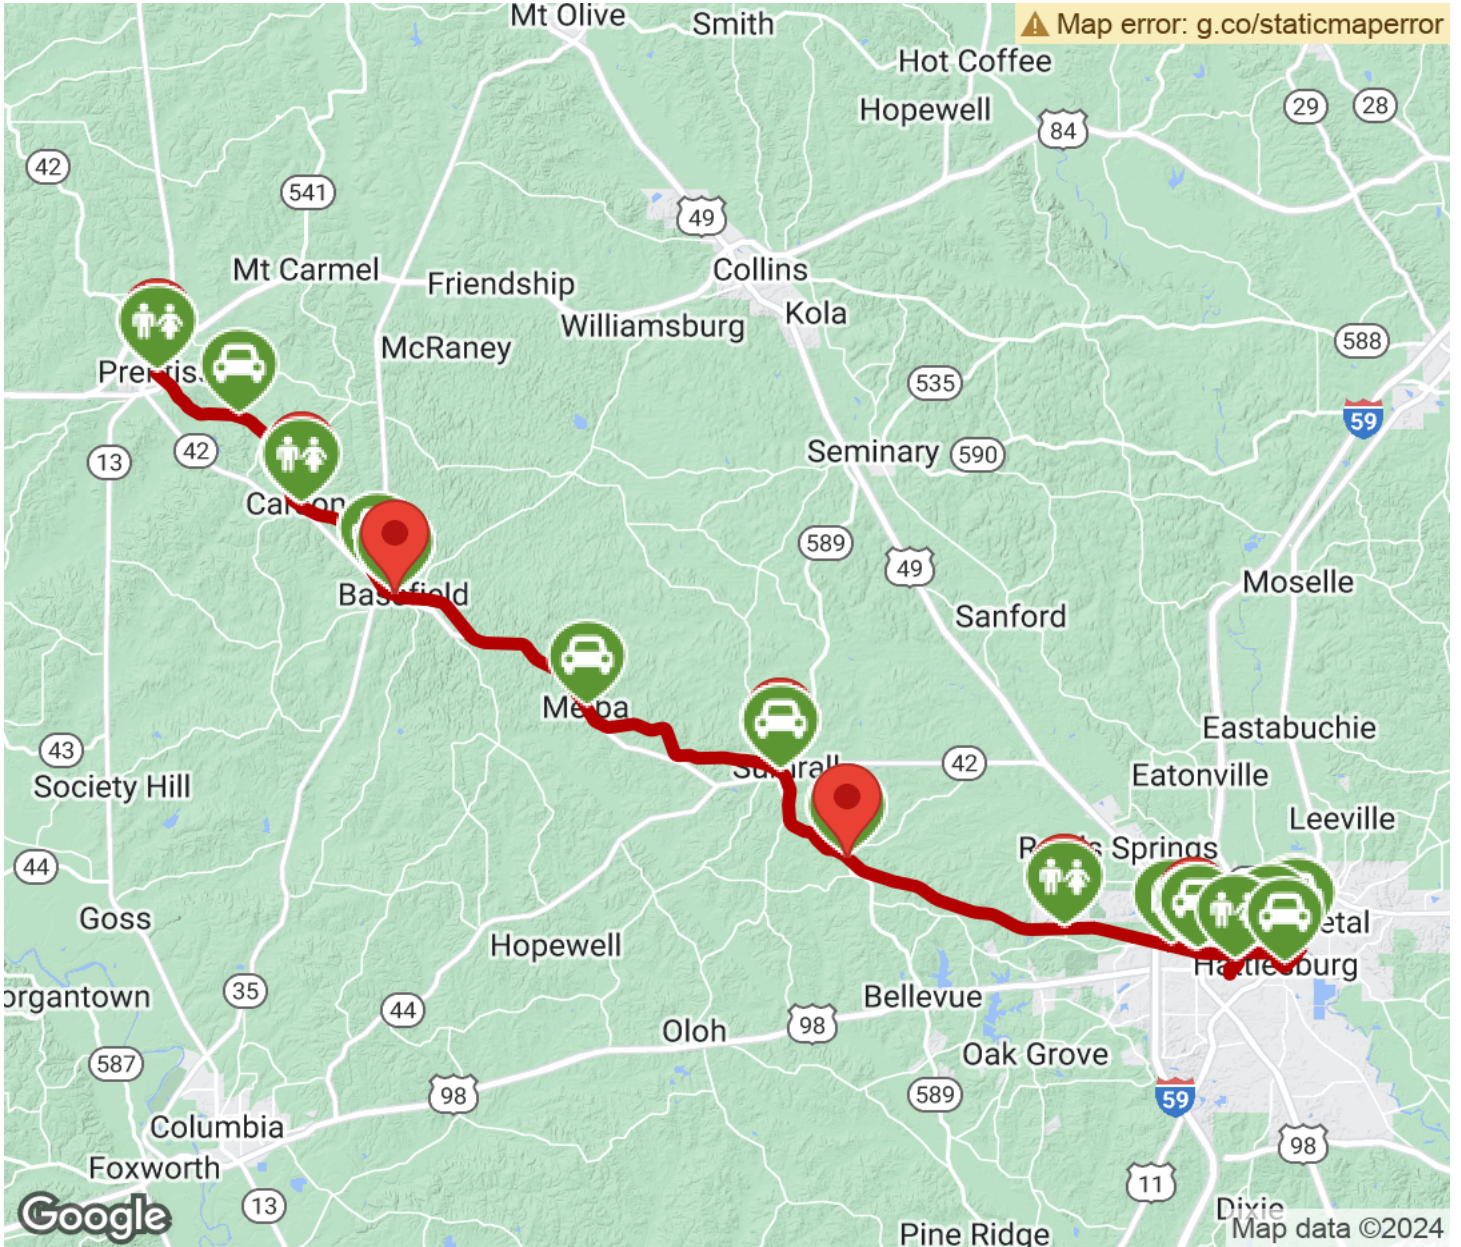 Mt Olive
Smith
Map error: g.co/staticmaperror
Hot Coffee
Hopewell
29
28
84
42
541
49
Mt Carmel
Friendship
Collins
Kola
Williamsburg
McRaney
588
535
59
13
42
Seminary
590
589
49
Moselle
Sanford
43
Society Hill
42
Eastabuchie
Eatonville
Leeville
44
Springs
Goss
Hopewell
35
44
Bellevue
98
Oloh
Oak Grove
587
98
589
59
Columbia
Foxworth
98
13
11
Dixie
Google
Map data ©2024
Pine Ridge